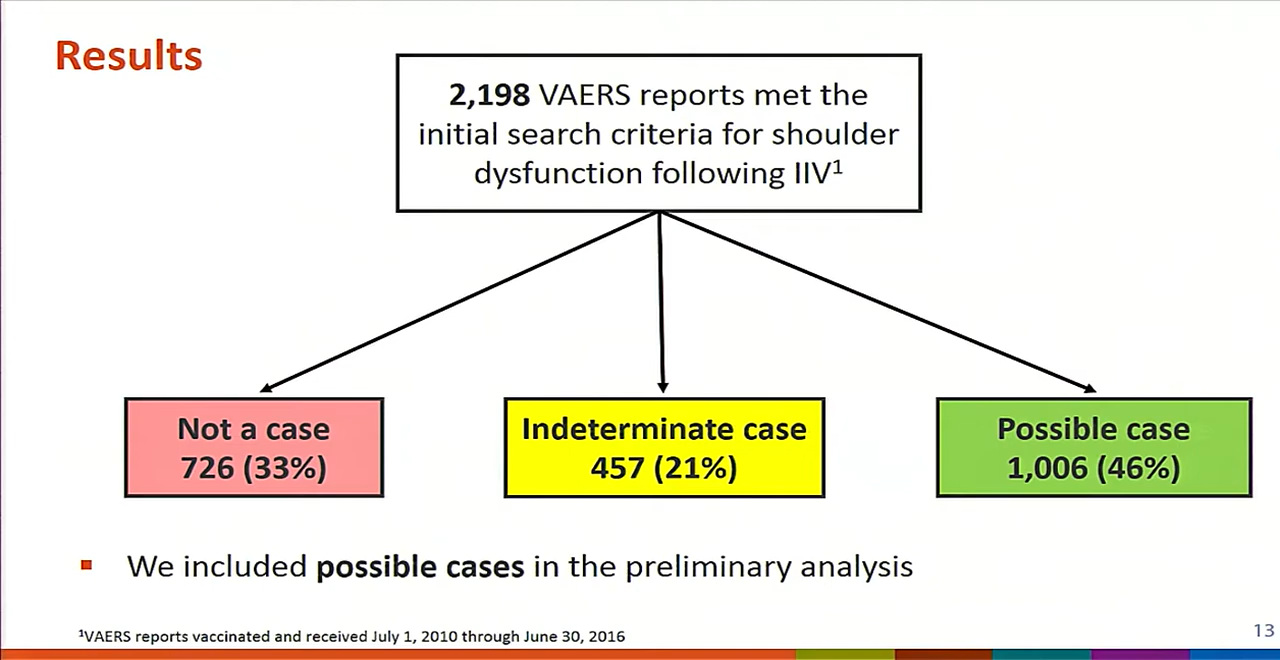 Results
2,198 VAERS reports met the
initial search criteria for shoulder
dysfunction following IIV¹
Not a case
726 (33%)
Indeterminate case
457 (21%)
Possible case
1,006 (46%)
▪ We included possible cases in the preliminary analysis
¹VAERS reports vaccinated and received July 1, 2010 through June 30, 2016
13